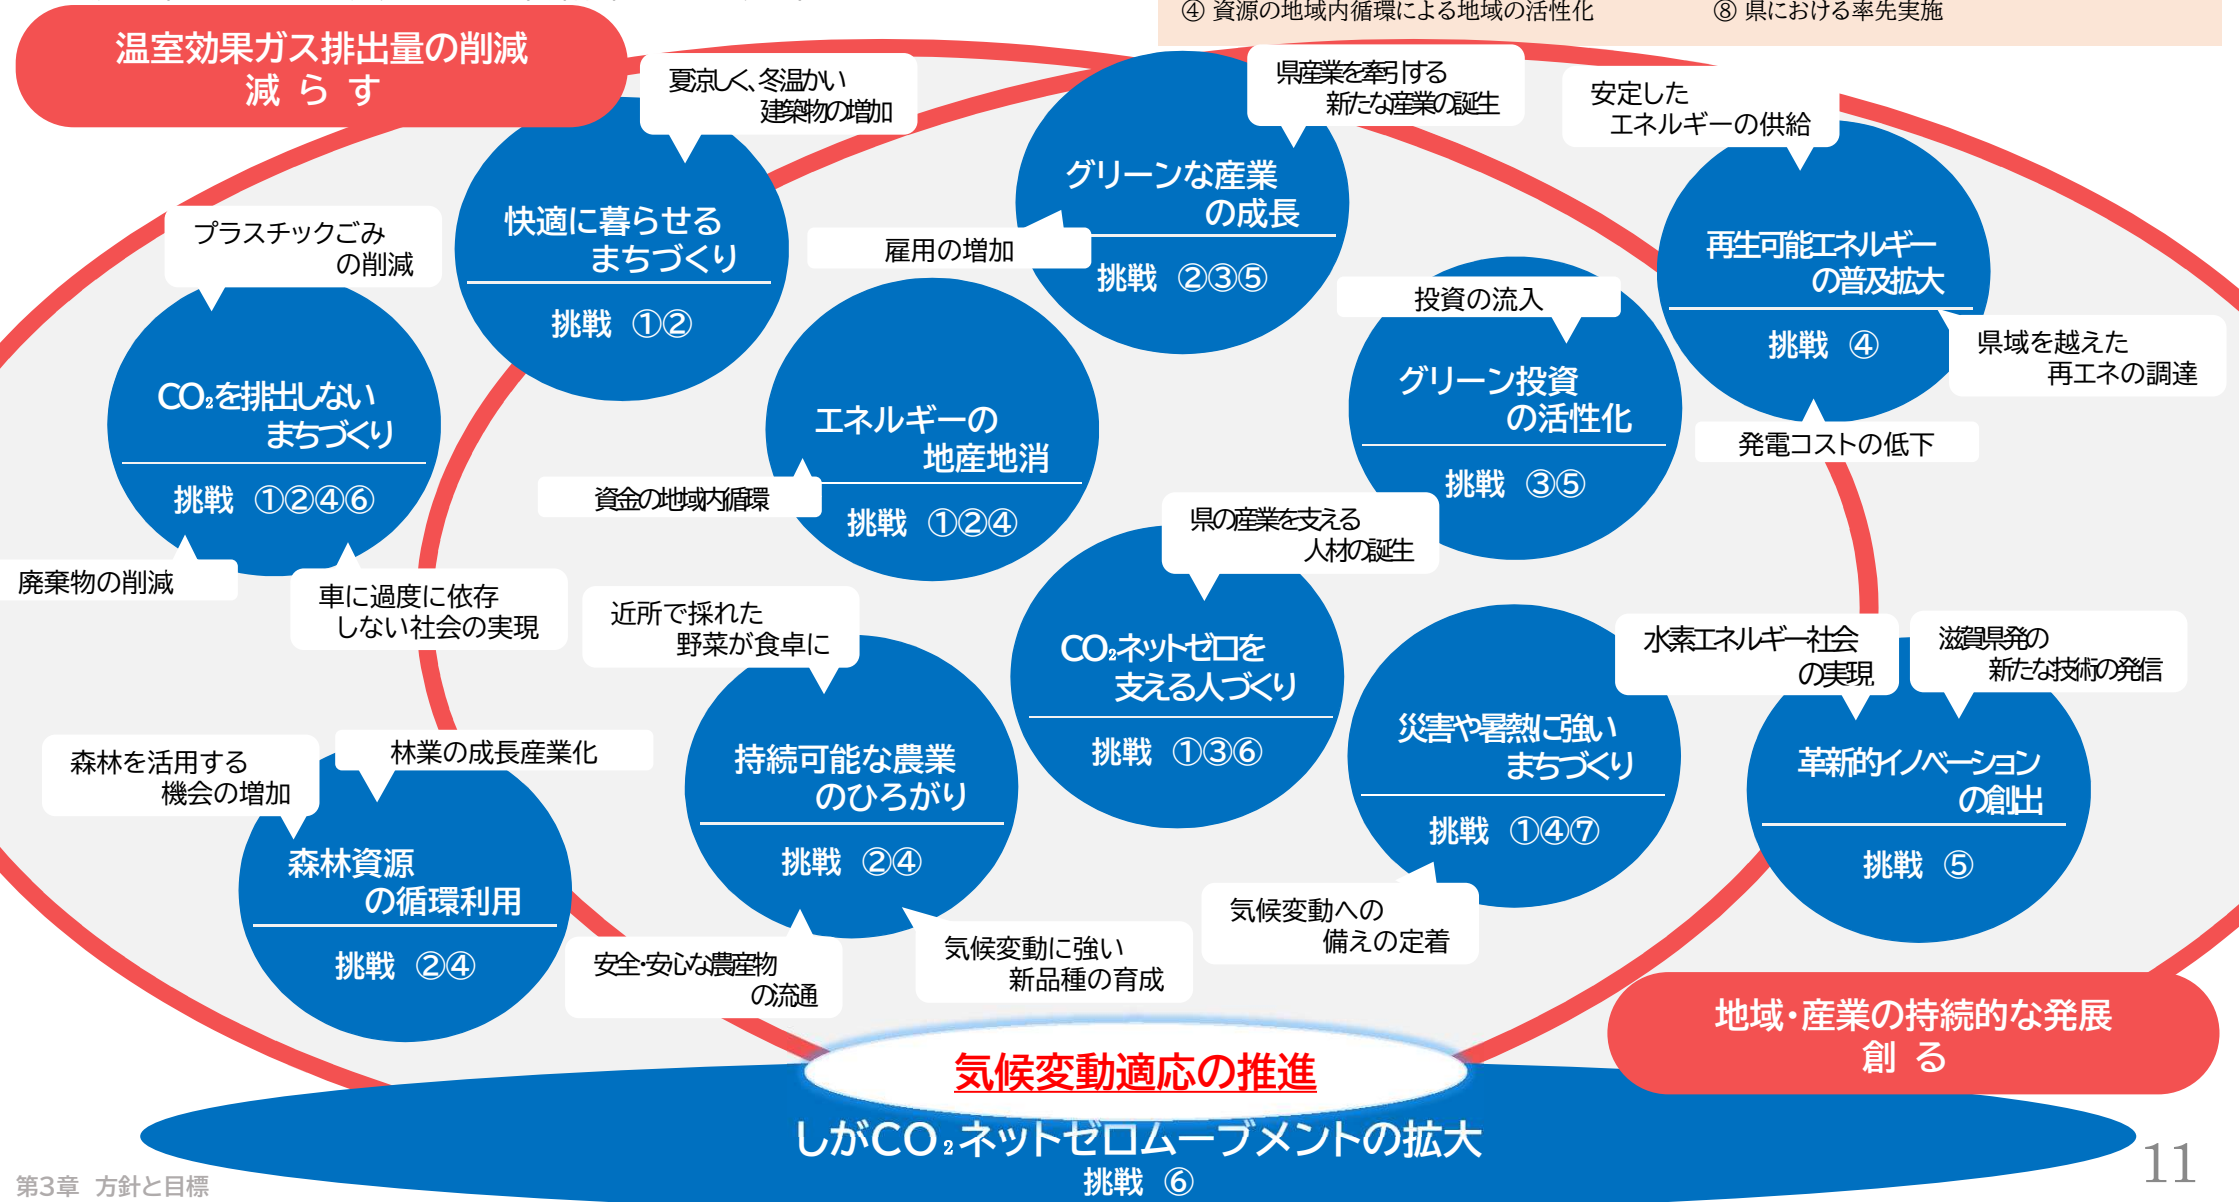 ④ 資源の地域内循環による地域の活性化
⑧ 県における率先実施
温室効果ガス排出量の削減
減 ら す
夏涼しく、冬温かい
建築物の増加
県産業を牽引する
新たな産業の誕生
安定した
エネルギーの供給
グリーンな産業
の成長
挑戦 ②③⑤
快適に暮らせる
まちづくり
挑戦 ①②
プラスチックごみ
の削減
雇用の増加
再生可能エネルギー
の普及拡大
挑戦 ④
投資の流入
県域を越えた
再エネの調達
CO₂を排出しない
まちづくり
挑戦 ①②④⑥
エネルギーの
地産地消
挑戦 ①②④
グリーン投資
の活性化
挑戦 ③⑤
発電コストの低下
資金の地域内循環
県の産業を支える
人材の誕生
廃棄物の削減
車に過度に依存
しない社会の実現
近所で採れた
野菜が食卓に
CO₂ネットゼロを
支える人づくり
挑戦 ①③⑥
水素エネルギー社会
の実現
滋賀県発の
新たな技術の発信
森林を活用する
機会の増加
林業の成長産業化
持続可能な農業
のひろがり
挑戦 ②④
災害や暑熱に強い
まちづくり
挑戦 ①④⑦
革新的イノベーション
の創出
挑戦 ⑤
森林資源
の循環利用
挑戦 ②④
安全・安心な農産物
の流通
気候変動に強い
新品種の育成
気候変動への
備えの定着
地域・産業の持続的な発展
創 る
気候変動適応の推進
しがCO₂ネットゼロムーブメントの拡大
挑戦 ⑥
第3章 方針と目標
11